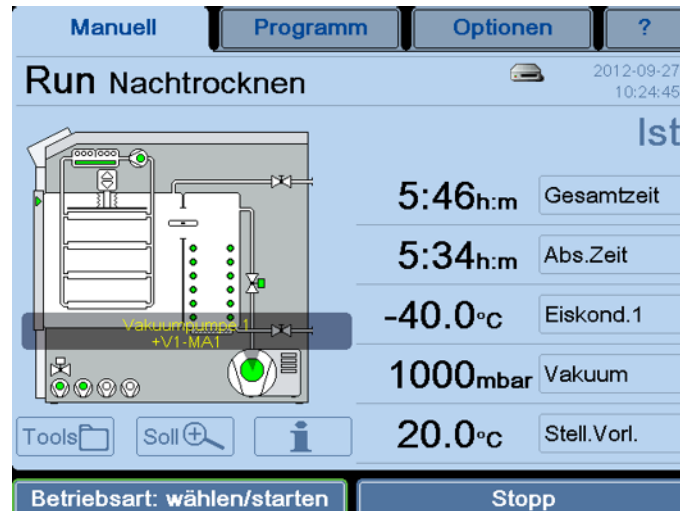 Manuell
Programm
Optionen
?
Run Nachtrocknen
2012-09-27
10:24:45
Ist
5:46h:m Gesamtzeit
5:34h:m Abs.Zeit
-40.0°C Eiskond.1
1000mbar Vakuum
20.0°C Stell.Vorl.
Vakuumpumpe 1
+V1-MA1
Tools
Soll
i
Betriebsart: wählen/starten
Stopp